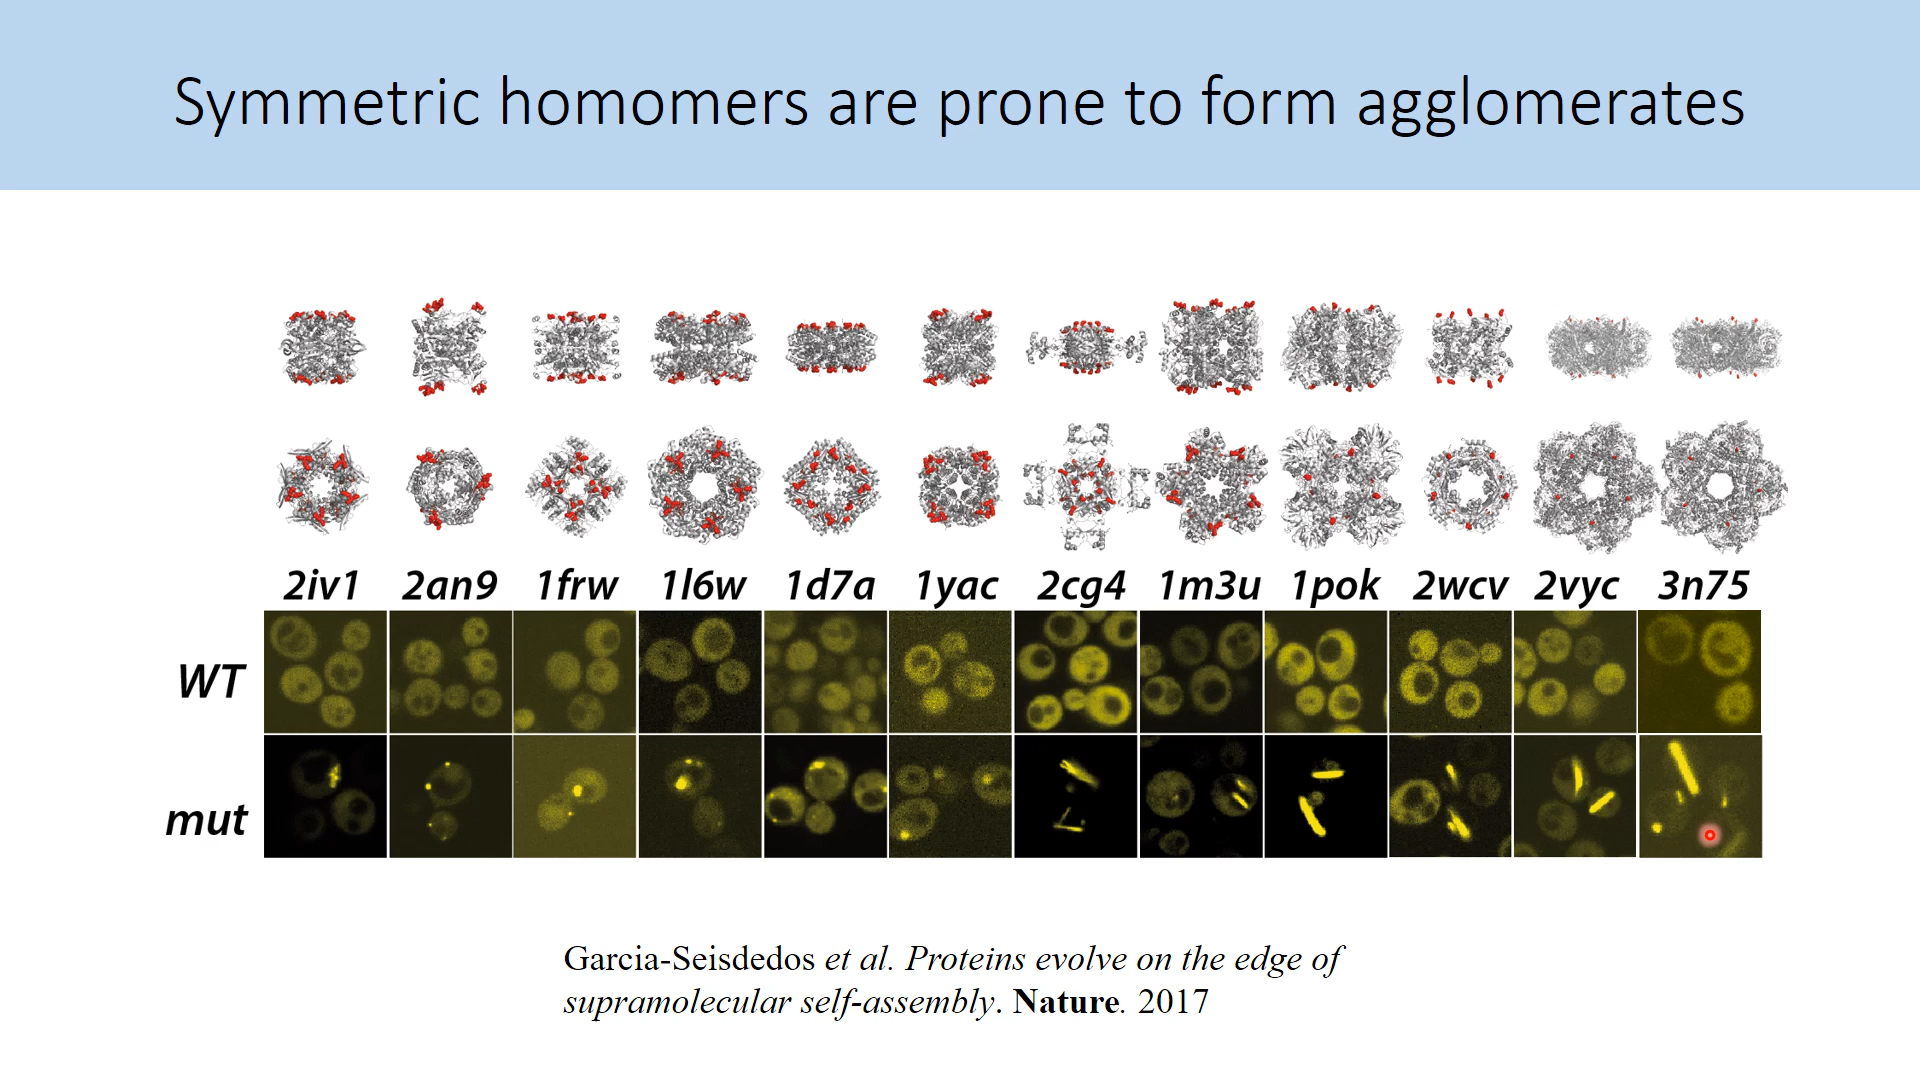 Symmetric homomers are prone to form agglomerates
2iv1 2an9 1frw 1l6w 1d7a 1yac 2cg4 1m3u 1pok 2wcv 2vyc 3n75
WT
mut
Garcia-Seisdedos et al. Proteins evolve on the edge of
supramolecular self-assembly. Nature. 2017